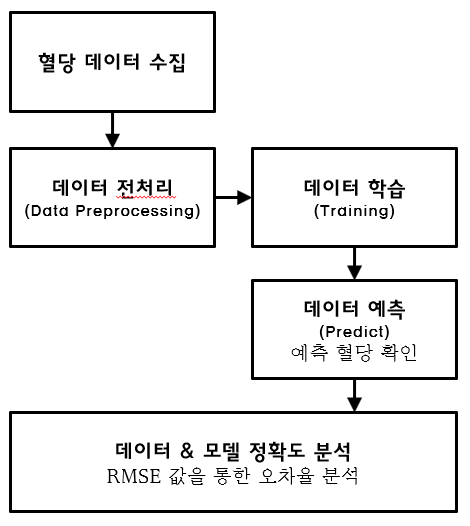 혈당 데이터 수집
데이터 전처리
(Data Preprocessing)
데이터 학습
(Training)
데이터 예측
(Predict)
예측 혈당 확인
데이터 & 모델 정확도 분석
RMSE 값을 통한 오차율 분석